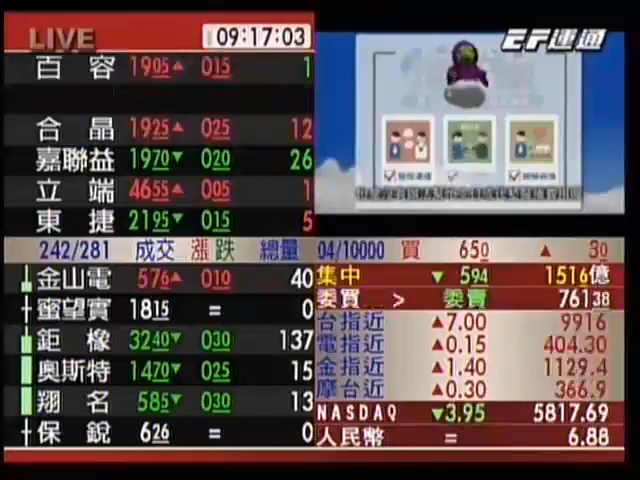 LIVE
09:17:03
EF運通
百容 1905▲ 015 1
合晶 1925▲ 025 12
嘉聯益 1970▼ 020 26
立端 4655▲ 005 1
東捷 2195▼ 015 5
242/281 成交 漲跌 總量
04/10000 買 650 ▲ 30
金山電 576▲ 010 40
蜜望實 1815 = 0
鉅橡 3240▼ 030 137
奧斯特 1470▼ 025 15
翔名 585▼ 030 13
保銳 626 = 0
集中 ▼ 594 1516億
委買 > 委賣 76138
台指近 ▲7.00 9916
電指近 ▲0.15 404.30
金指近 ▲1.40 1129.4
摩台近 ▲0.30 366.9
NASDAQ ▼3.95 5817.69
人民幣 = 6.88